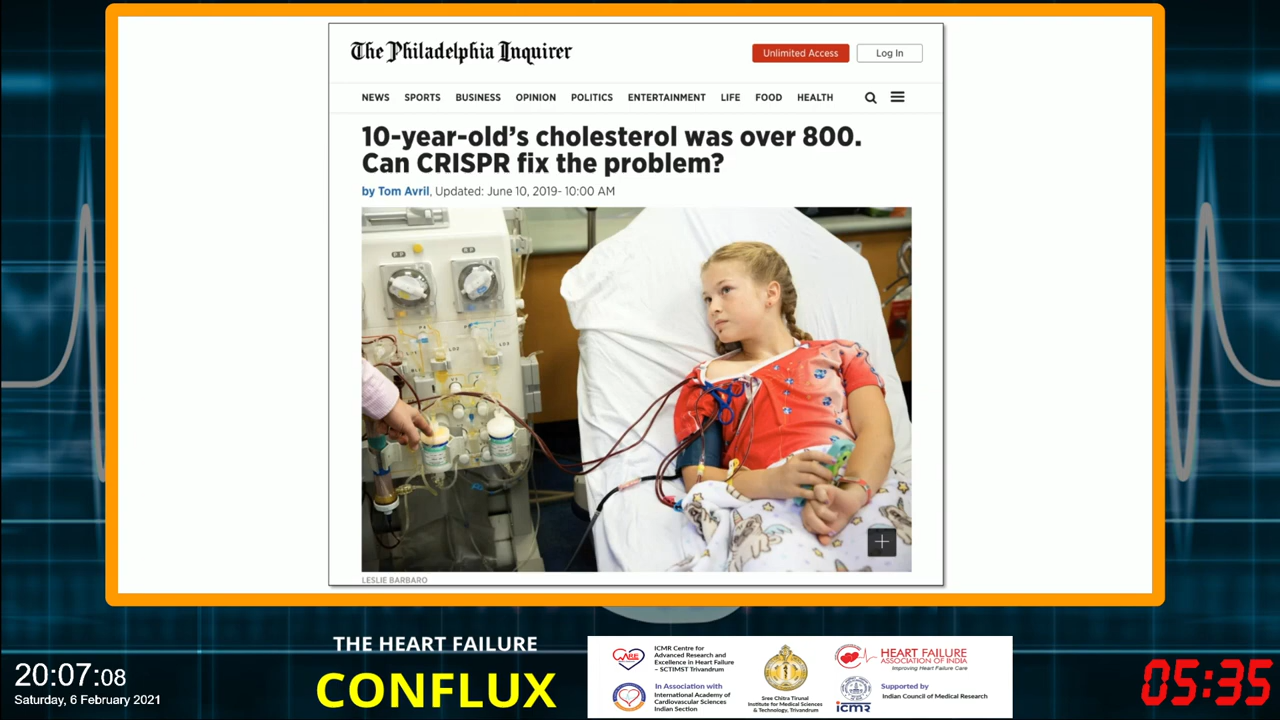 The Philadelphia Inquirer
Unlimited Access
Log In
NEWS SPORTS BUSINESS OPINION POLITICS ENTERTAINMENT LIFE FOOD HEALTH
10-year-old's cholesterol was over 800.
Can CRISPR fix the problem?
by Tom Avril, Updated: June 10, 2019- 10:00 AM
LESLIE BARBARO
20:07:08
THE HEART FAILURE
CONFLUX
CARE
ICMR Centre for
Advanced Research and
Excellence in Heart Failure
– SCTIMST Trivandrum
In Association with
International Academy of
Cardiovascular Sciences
Indian Section
Sree Chitra Tirunal
Institute for Medical Sciences
& Technology, Trivandrum
HEART FAILURE
ASSOCIATION OF INDIA
Improving Heart Failure Care
icmr
Supported by
Indian Council of Medical Research
05:35